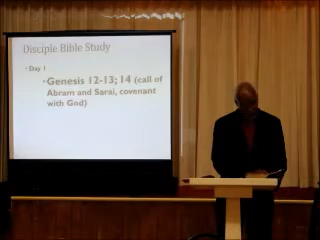 Disciple Bible Study
• Day 1
• Genesis 12-13; 14 (call of
Abram and Sarai, covenant
with God)